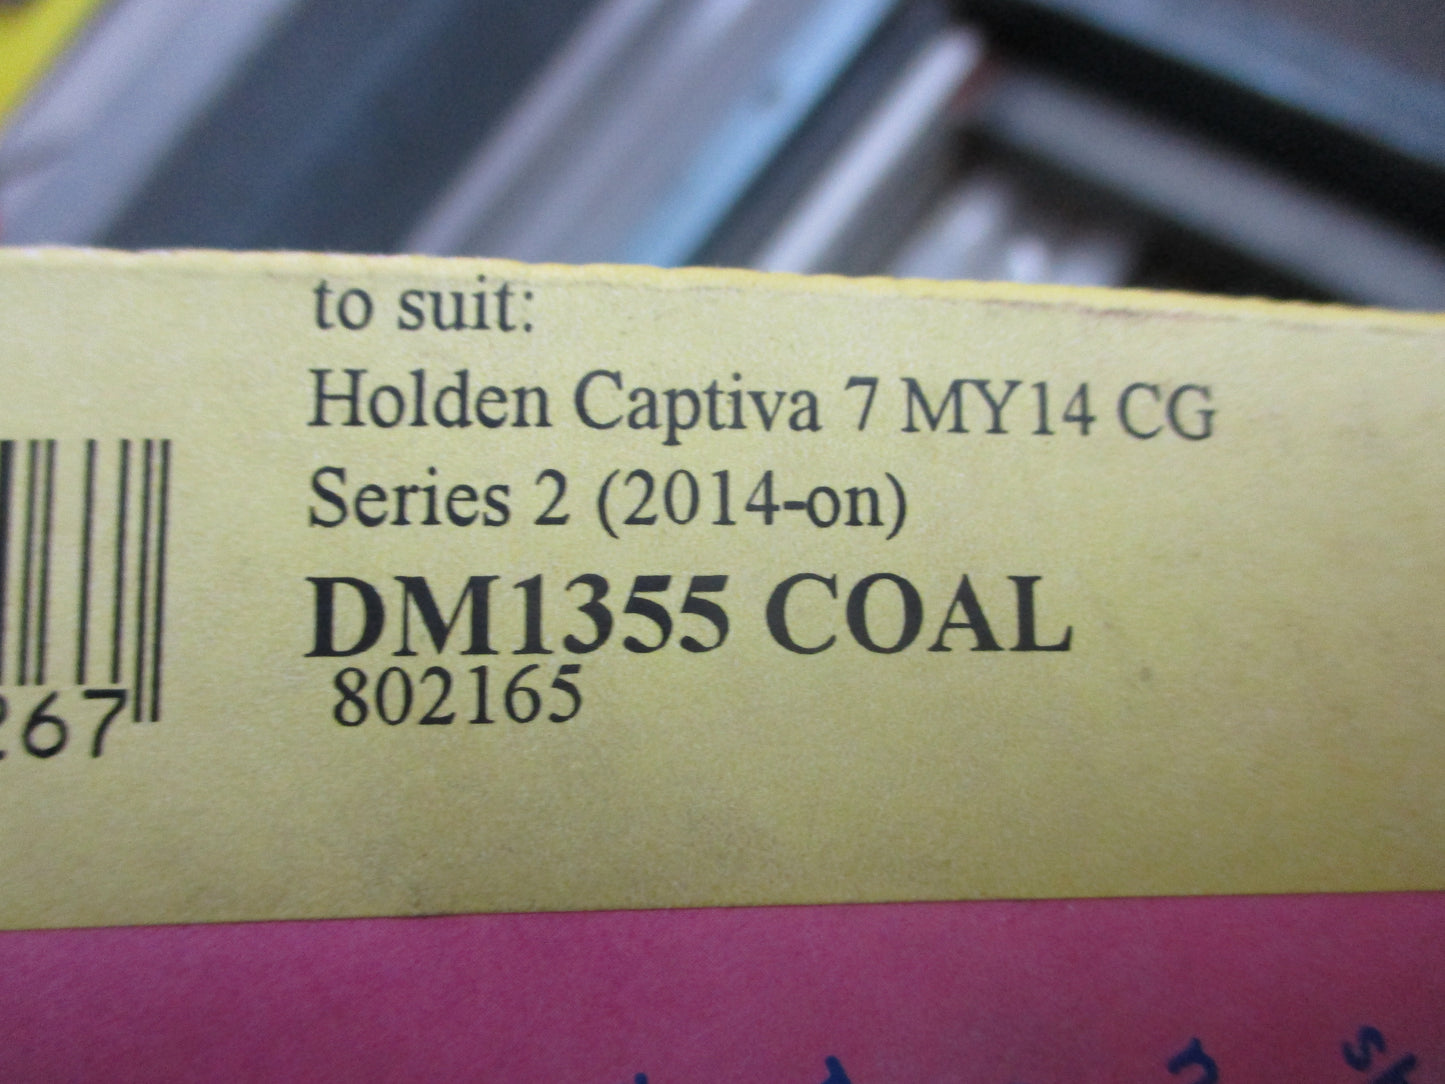 to suit:
Holden Captiva 7 MY14 CG
Series 2 (2014-on)
DM1355 COAL
802165
267